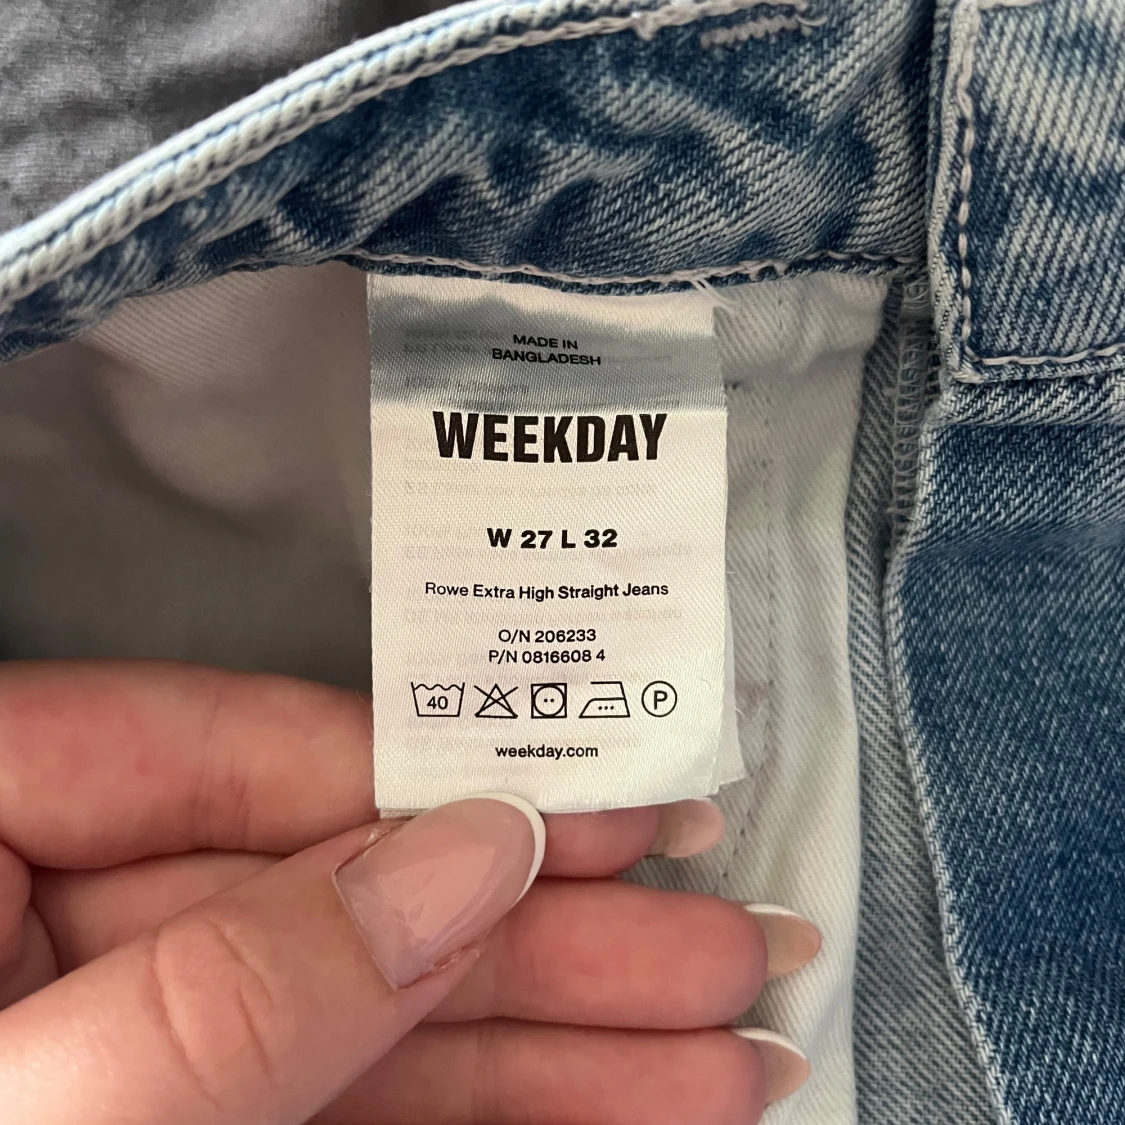 MADE IN
BANGLADESH
WEEKDAY
W 27 L 32
Rowe Extra High Straight Jeans
O/N 206233
P/N 0816608 4
40
P
weekday.com